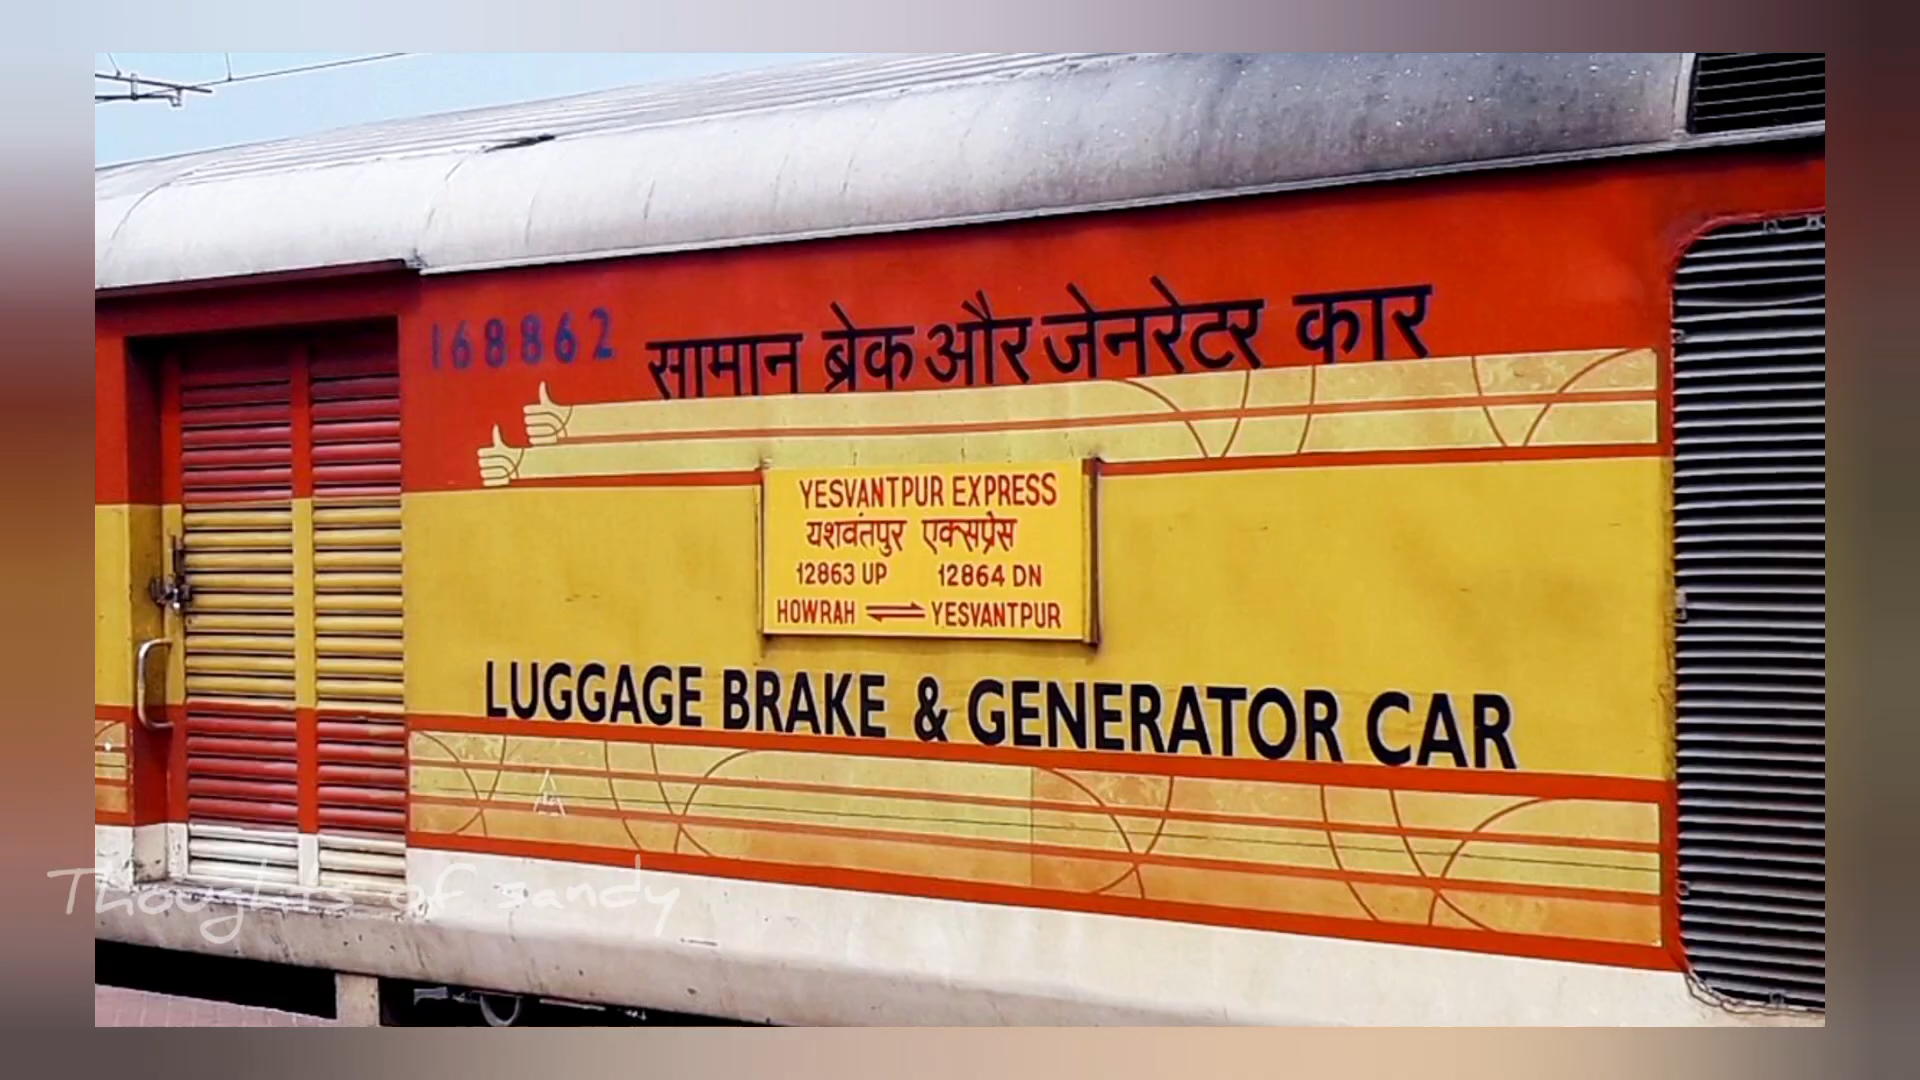 168862
सामान ब्रेक और जेनरेटर कार
YESVANTPUR EXPRESS
यशवंतपुर एक्सप्रेस
12863 UP 12864 DN
HOWRAH ⇌ YESVANTPUR
LUGGAGE BRAKE & GENERATOR CAR
Thoughts of sandy